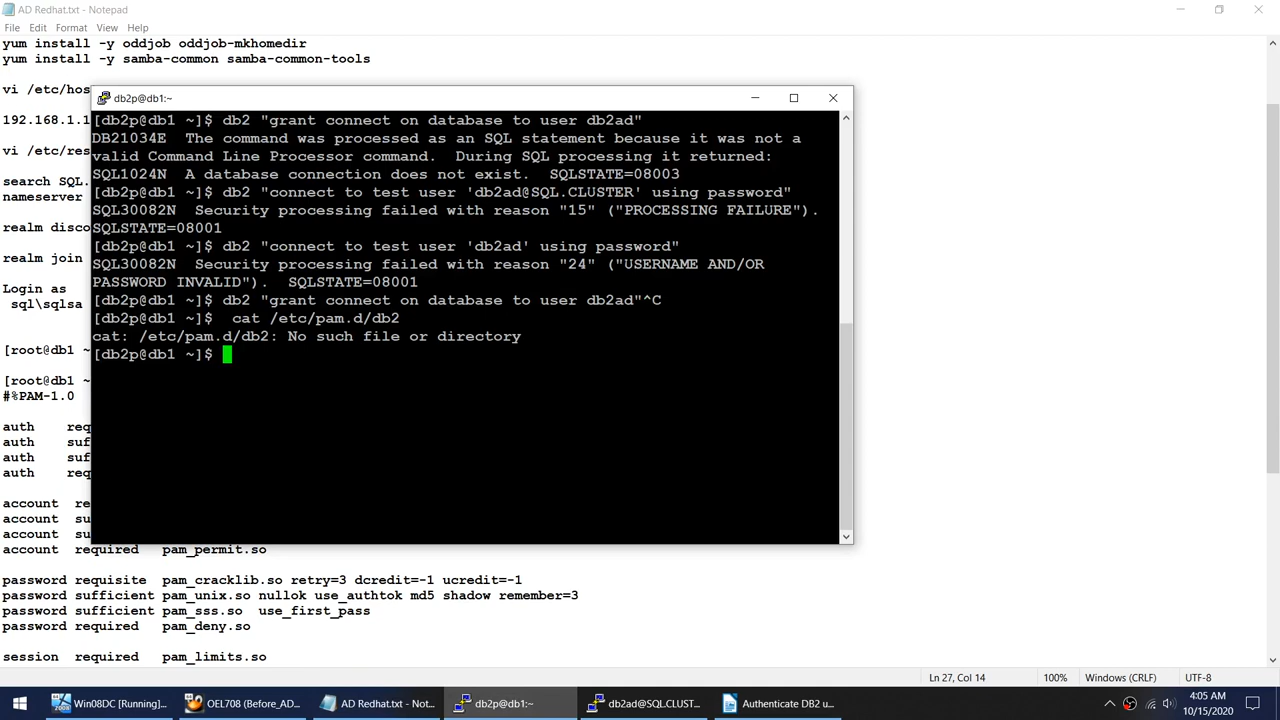 AD Redhat.txt - Notepad
File Edit Format View Help
yum install -y oddjob oddjob-mkhomedir
yum install -y samba-common samba-common-tools
vi /etc/hos
192.168.1.1
vi /etc/res
search SQL.
nameserver
realm disco
realm join
Login as
sql\sqlsa
[root@db1 ~
[root@db1 ~
#%PAM-1.0
auth req
auth suf
auth suf
auth req
account re
account su
account su
account required pam_permit.so
password requisite pam_cracklib.so retry=3 dcredit=-1 ucredit=-1
password sufficient pam_unix.so nullok use_authtok md5 shadow remember=3
password sufficient pam_sss.so use_first_pass
password required pam_deny.so
session required pam_limits.so
db2p@db1:~
[db2p@db1 ~]$ db2 "grant connect on database to user db2ad"
DB21034E The command was processed as an SQL statement because it was not a
valid Command Line Processor command. During SQL processing it returned:
SQL1024N A database connection does not exist. SQLSTATE=08003
[db2p@db1 ~]$ db2 "connect to test user 'db2ad@SQL.CLUSTER' using password"
SQL30082N Security processing failed with reason "15" ("PROCESSING FAILURE").
SQLSTATE=08001
[db2p@db1 ~]$ db2 "connect to test user 'db2ad' using password"
SQL30082N Security processing failed with reason "24" ("USERNAME AND/OR
PASSWORD INVALID"). SQLSTATE=08001
[db2p@db1 ~]$ db2 "grant connect on database to user db2ad"^C
[db2p@db1 ~]$ cat /etc/pam.d/db2
cat: /etc/pam.d/db2: No such file or directory
[db2p@db1 ~]$
Ln 27, Col 14 100% Windows (CRLF) UTF-8
Win08DC [Running]... OEL708 (Before_AD... AD Redhat.txt - Not... db2p@db1:~ db2ad@SQL.CLUST... Authenticate DB2 u...
4:05 AM
10/15/2020